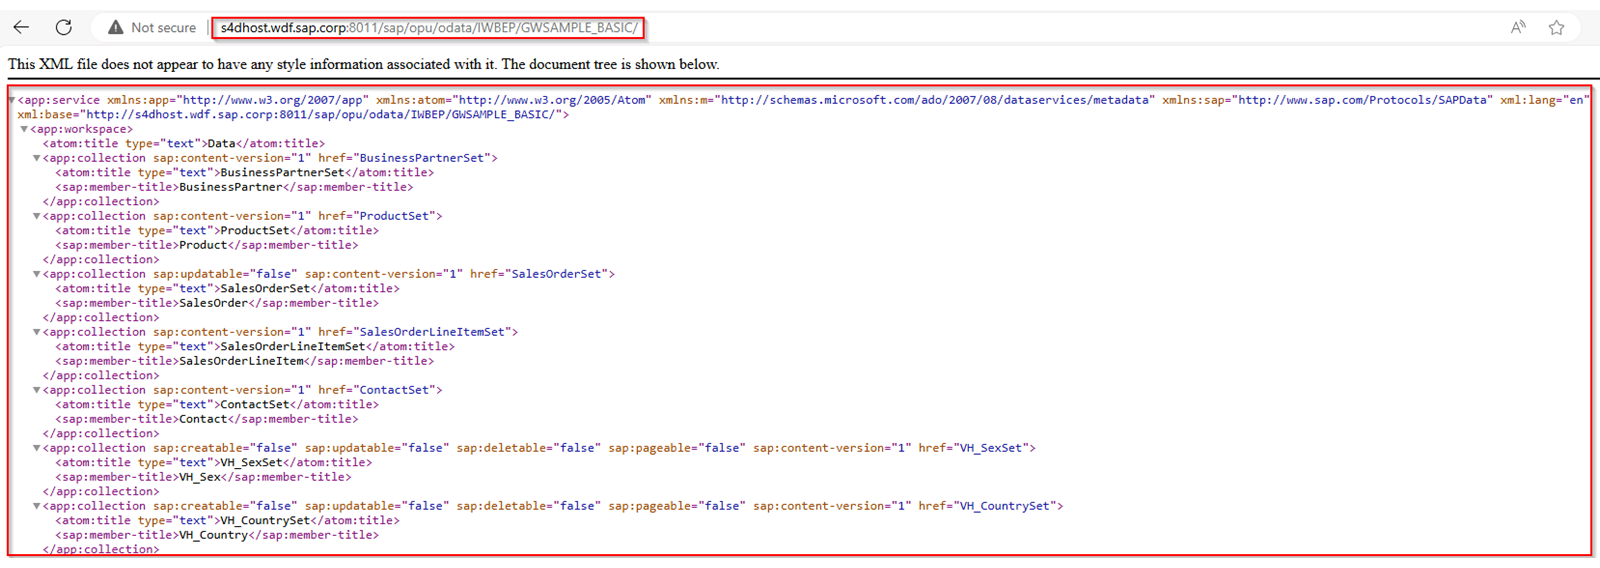 Not secure | s4dhost.wdf.sap.corp:8011/sap/opu/odata/IWBEP/GWSAMPLE_BASIC/ A
This XML file does not appear to have any style information associated with it. The document tree is shown below.
▼<app:service xmlns:app="http://www.w3.org/2007/app" xmlns:atom="http://www.w3.org/2005/Atom" xmlns:m="http://schemas.microsoft.com/ado/2007/08/dataservices/metadata" xmlns:sap="http://www.sap.com/Protocols/SAPData" xml:lang="en"
xml:base="http://s4dhost.wdf.sap.corp:8011/sap/opu/odata/IWBEP/GWSAMPLE_BASIC/">
▼<app:workspace>
<atom:title type="text">Data</atom:title>
▼<app:collection sap:content-version="1" href="BusinessPartnerSet">
<atom:title type="text">BusinessPartnerSet</atom:title>
<sap:member-title>BusinessPartner</sap:member-title>
</app:collection>
▼<app:collection sap:content-version="1" href="ProductSet">
<atom:title type="text">ProductSet</atom:title>
<sap:member-title>Product</sap:member-title>
</app:collection>
▼<app:collection sap:updatable="false" sap:content-version="1" href="SalesOrderSet">
<atom:title type="text">SalesOrderSet</atom:title>
<sap:member-title>SalesOrder</sap:member-title>
</app:collection>
▼<app:collection sap:content-version="1" href="SalesOrderLineItemSet">
<atom:title type="text">SalesOrderLineItemSet</atom:title>
<sap:member-title>SalesOrderLineItem</sap:member-title>
</app:collection>
▼<app:collection sap:content-version="1" href="ContactSet">
<atom:title type="text">ContactSet</atom:title>
<sap:member-title>Contact</sap:member-title>
</app:collection>
▼<app:collection sap:creatable="false" sap:updatable="false" sap:deletable="false" sap:pageable="false" sap:content-version="1" href="VH_SexSet">
<atom:title type="text">VH_SexSet</atom:title>
<sap:member-title>VH_Sex</sap:member-title>
</app:collection>
▼<app:collection sap:creatable="false" sap:updatable="false" sap:deletable="false" sap:pageable="false" sap:content-version="1" href="VH_CountrySet">
<atom:title type="text">VH_CountrySet</atom:title>
<sap:member-title>VH_Country</sap:member-title>
</app:collection>